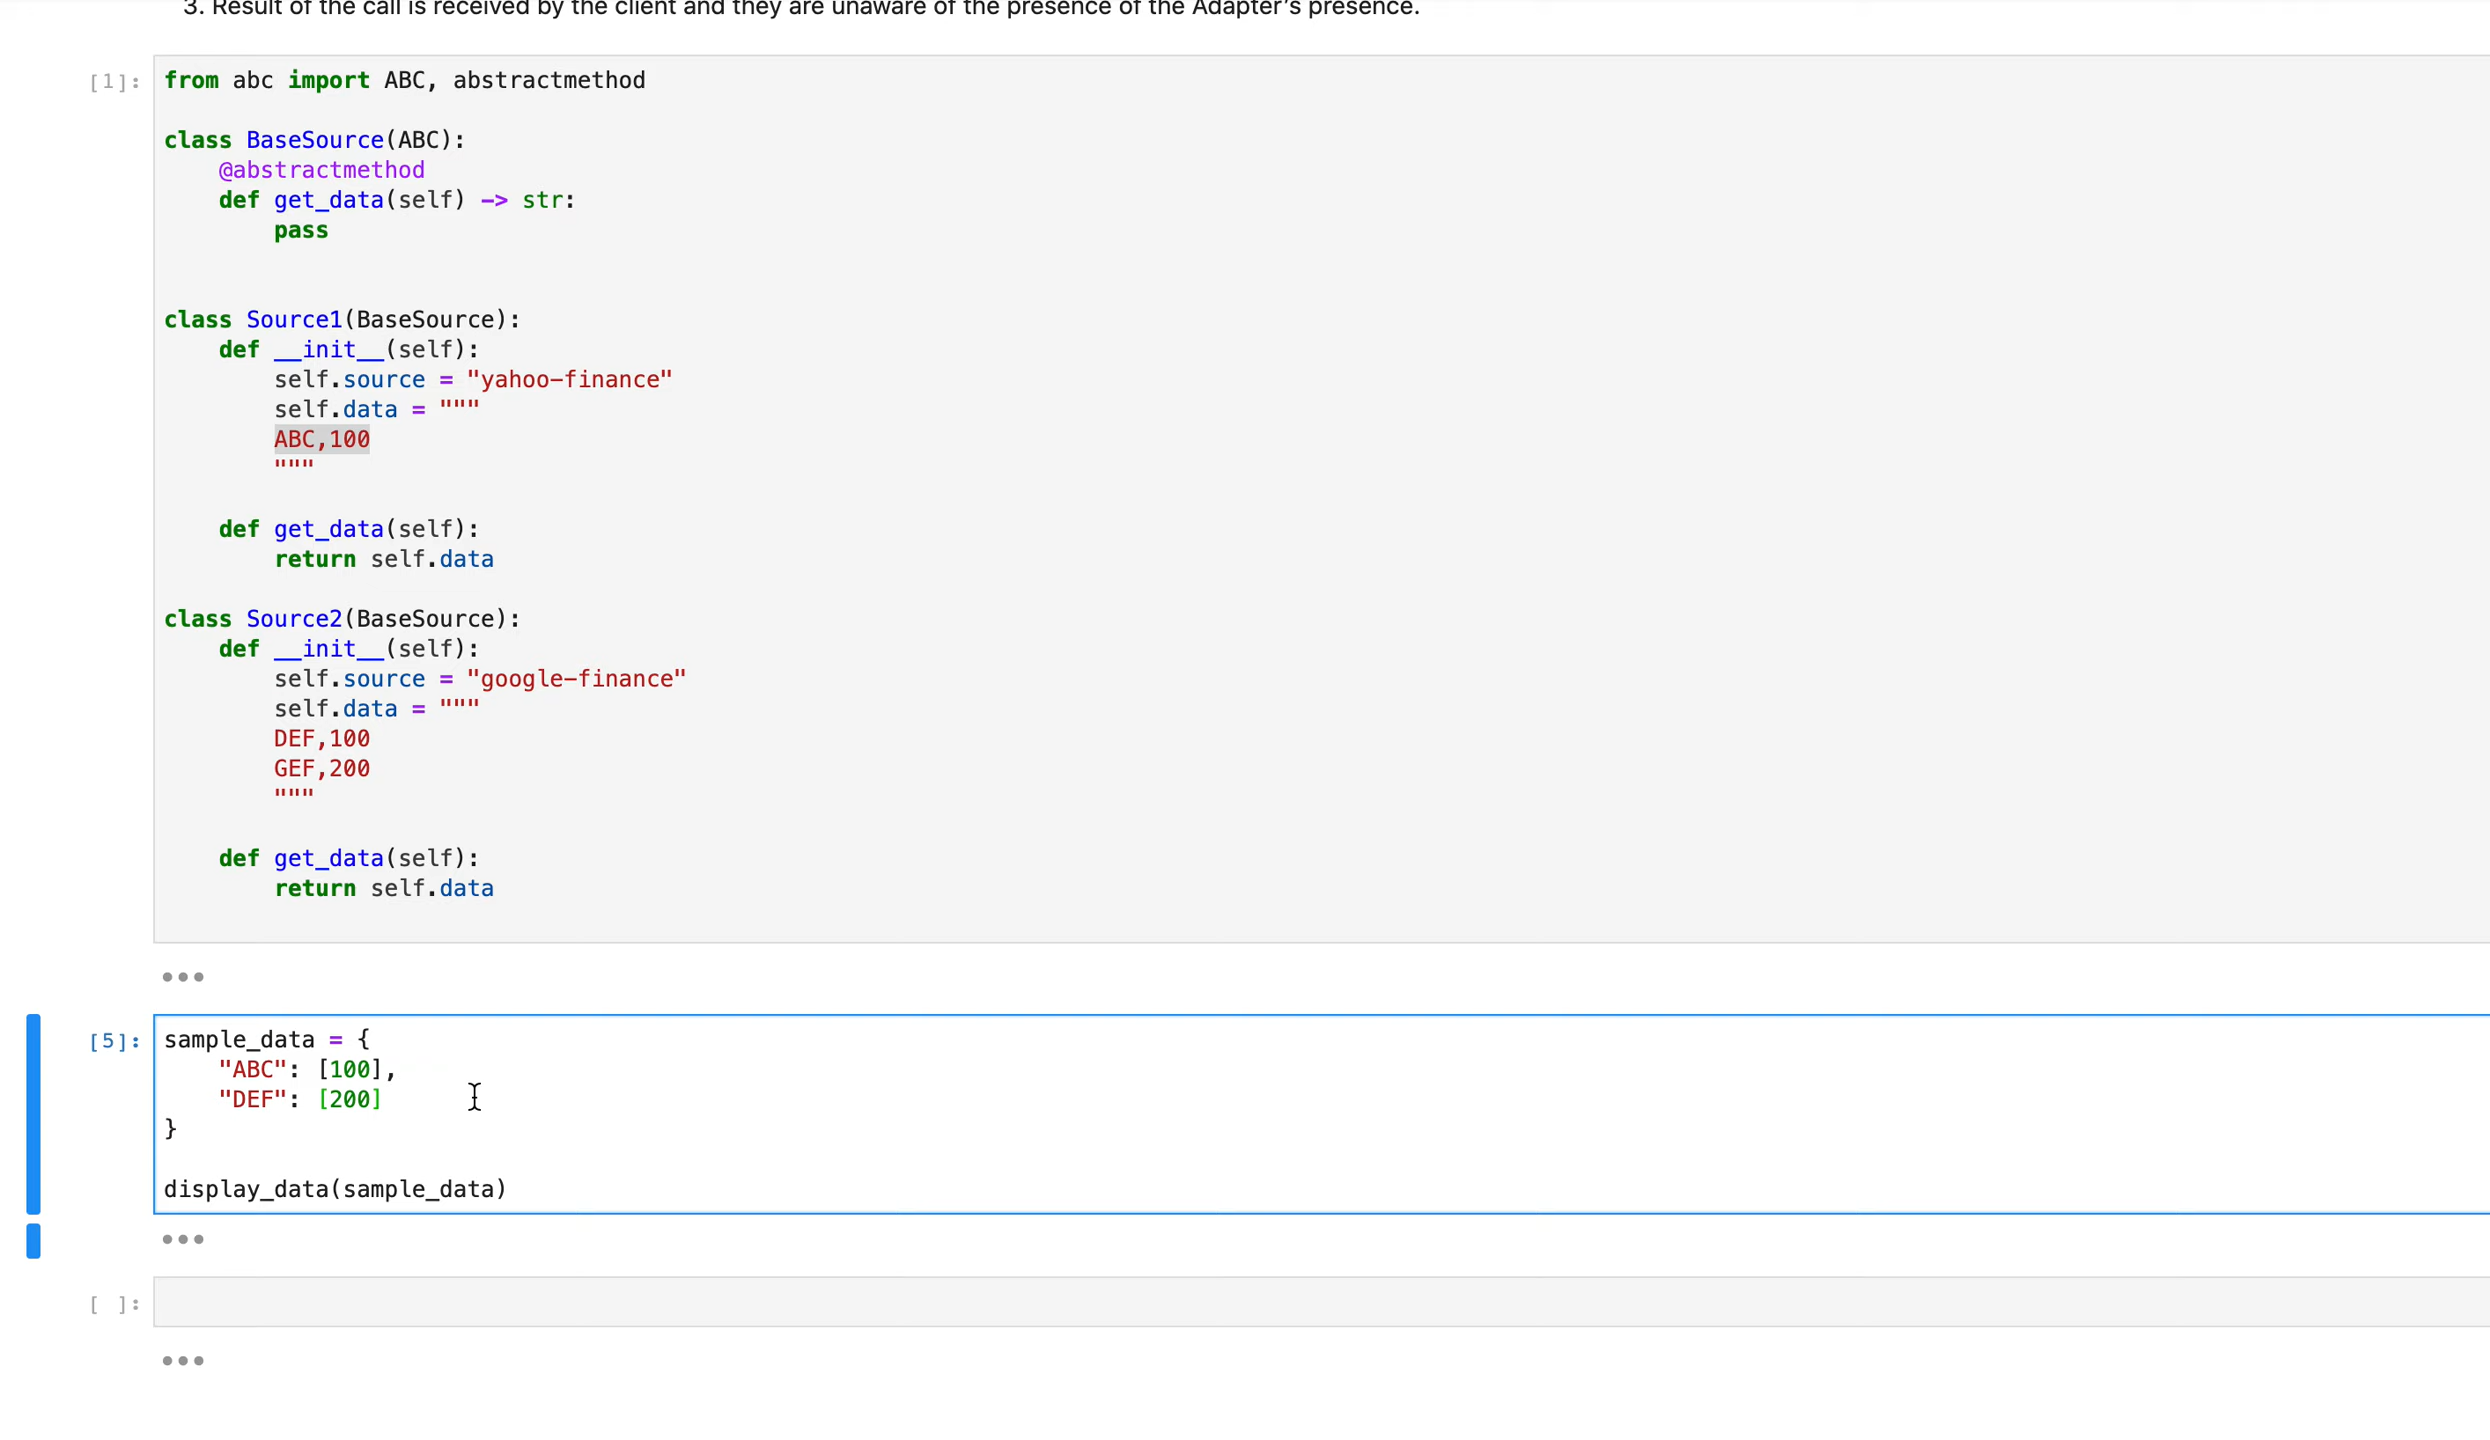 3. Result of the call is received by the client and they are unaware of the presence of the Adapter's presence.
[1]: from abc import ABC, abstractmethod
class BaseSource(ABC):
    @abstractmethod
    def get_data(self) -> str:
        pass
class Source1(BaseSource):
    def __init__(self):
        self.source = "yahoo-finance"
        self.data = """
        ABC,100
        """
    def get_data(self):
        return self.data
class Source2(BaseSource):
    def __init__(self):
        self.source = "google-finance"
        self.data = """
        DEF,100
        GEF,200
        """
    def get_data(self):
        return self.data
[5]: sample_data = {
    "ABC": [100],
    "DEF": [200]
}
display_data(sample_data)
[ ]: